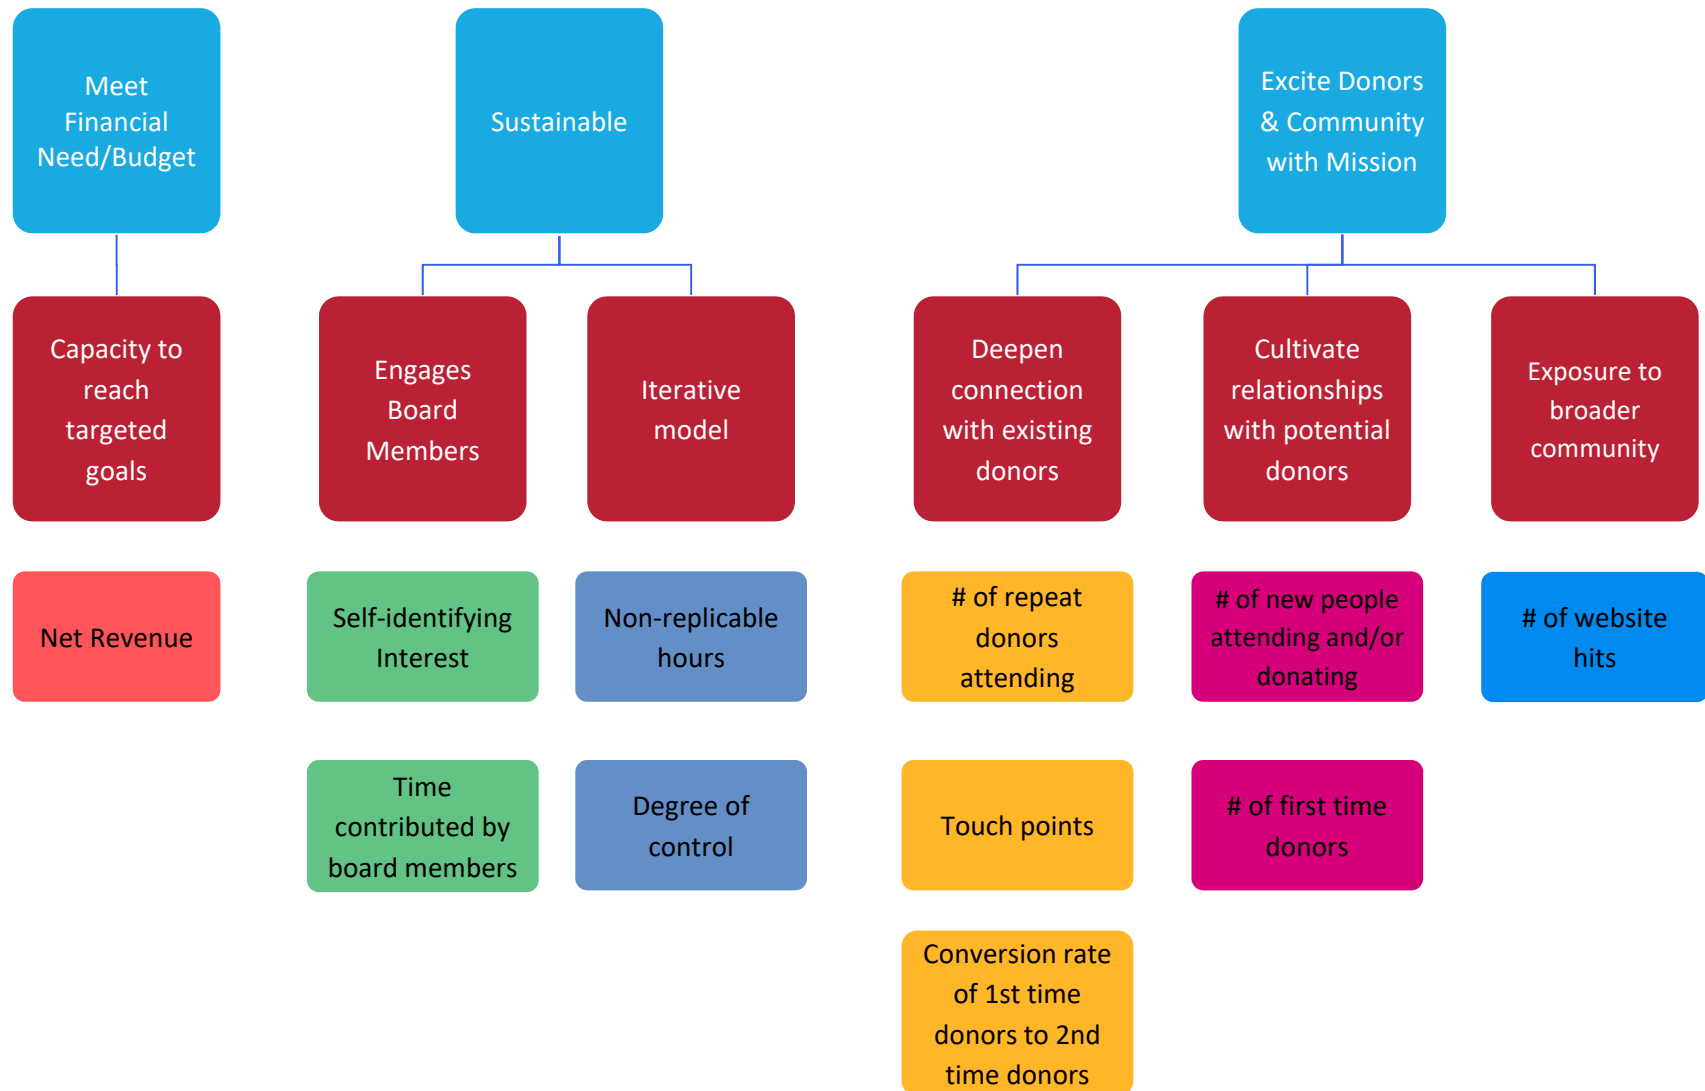 Meet
Financial
Need/Budget
Sustainable
Excite Donors
& Community
with Mission
Capacity to
reach
targeted
goals
Engages
Board
Members
Iterative
model
Deepen
connection
with existing
donors
Cultivate
relationships
with potential
donors
Exposure to
broader
community
Net Revenue
Self-identifying
Interest
Non-replicable
hours
# of repeat
donors
attending
# of new people
attending and/or
donating
# of website
hits
Time
contributed by
board members
Degree of
control
Touch points
# of first time
donors
Conversion rate
of 1st time
donors to 2nd
time donors